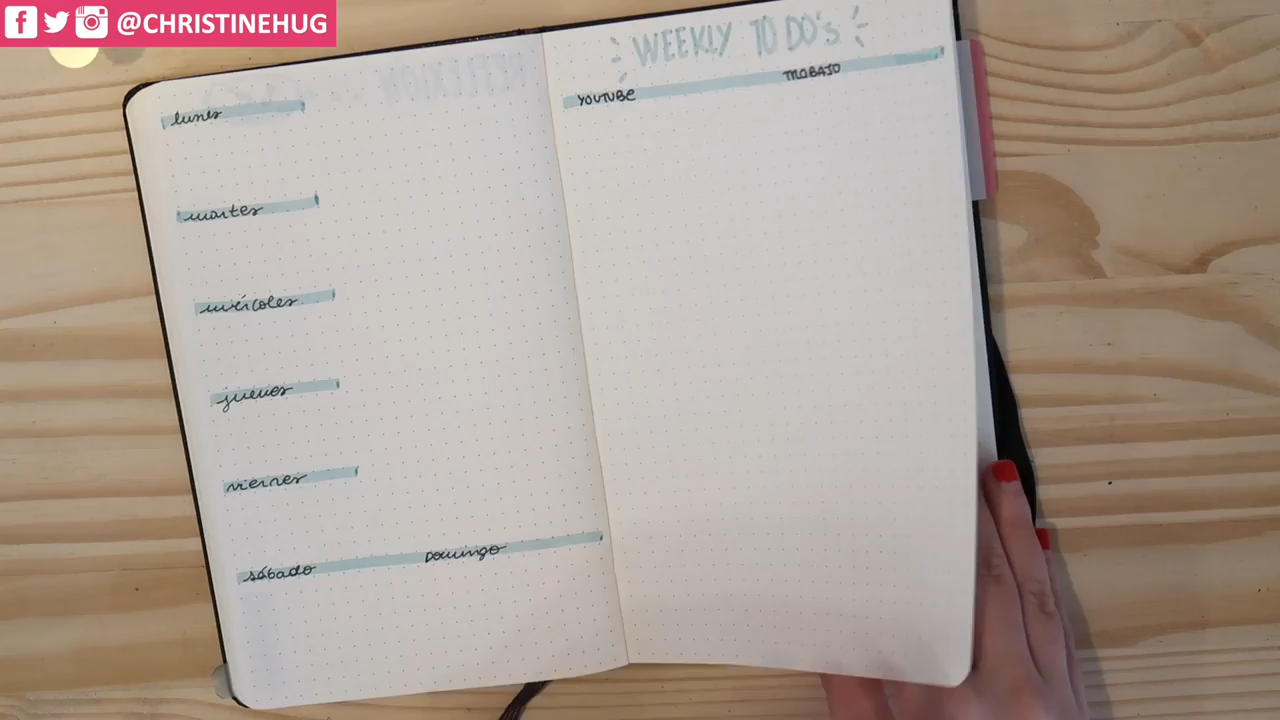 @CHRISTINEHUG
lunes
martes
miércoles
jueves
viernes
sábado Domingo
WEEKLY TO DO's
YOUTUBE TRABAJO